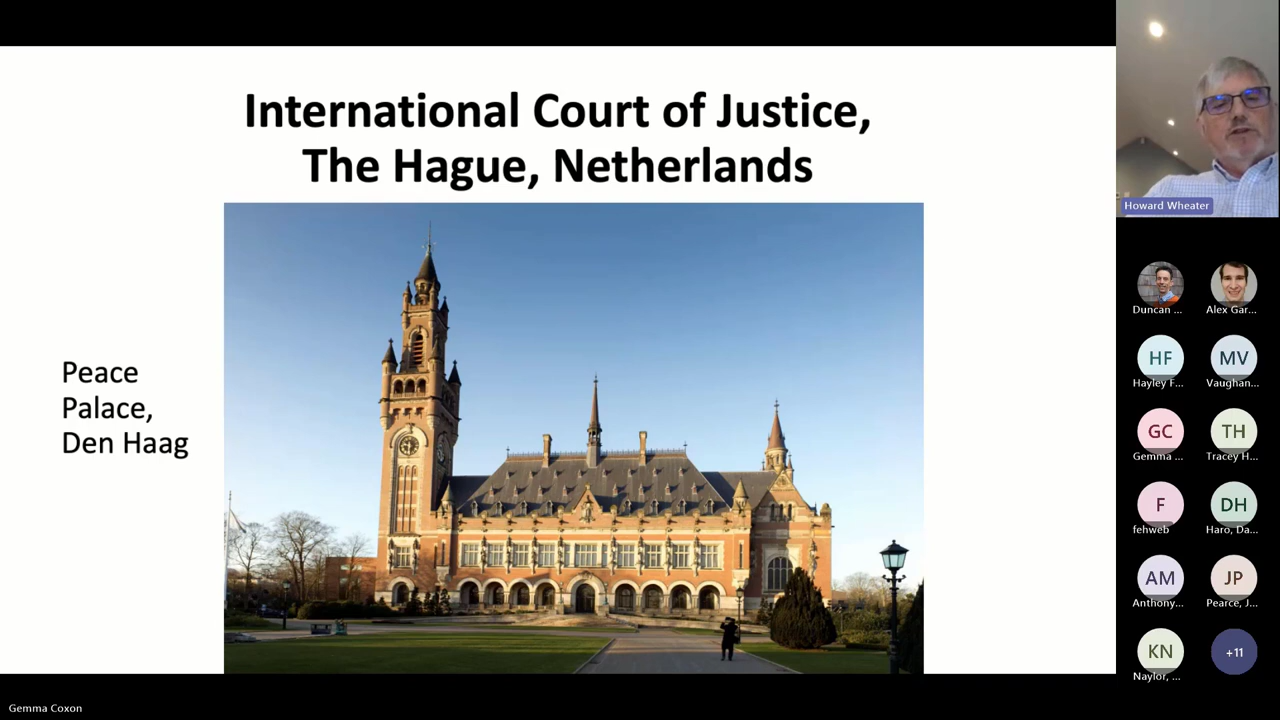 International Court of Justice,
The Hague, Netherlands
Peace
Palace,
Den Haag
Howard Wheater
Duncan ...
Alex Gar...
HF
MV
Hayley F...
Vaughan...
GC
TH
Gemma ...
Tracey H...
F
DH
fehweb
Haro, Da...
AM
JP
Anthony...
Pearce, J...
KN
+11
Naylor, ...
Gemma Coxon